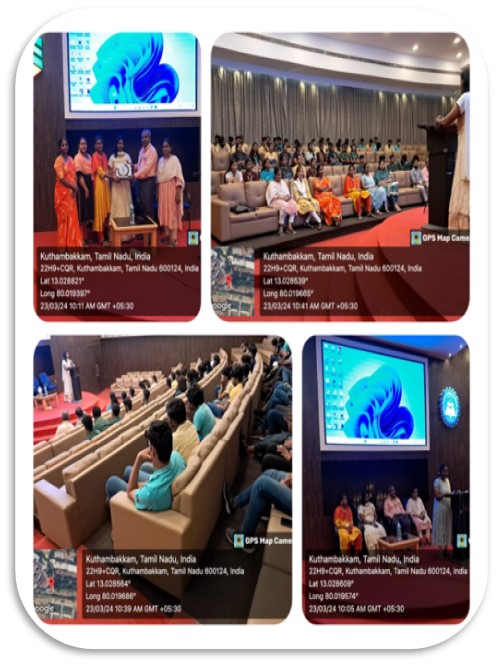 Kuthambakkam, Tamil Nadu, India
22H9+CQR, Kuthambakkam, Tamil Nadu 600124, India
Lat 13.028821°
Long 80.019397°
23/03/24 10:11 AM GMT +05:30
GPS Map Came
Kuthambakkam, Tamil Nadu, India
22H9+CQR, Kuthambakkam, Tamil Nadu 600124, India
Lat 13.028539°
Long 80.019665°
23/03/24 10:41 AM GMT +05:30
oogle
GPS Map Came
Kuthambakkam, Tamil Nadu, India
22H9+CQR, Kuthambakkam, Tamil Nadu 600124, India
Lat 13.028564°
Long 80.019686°
23/03/24 10:39 AM GMT +05:30
oogle
Kuthambakkam, Tamil Nadu, India
22H9+CQR, Kuthambakkam, Tamil Nadu 600124, India
Lat 13.028609°
Long 80.019574°
23/03/24 10:05 AM GMT +05:30